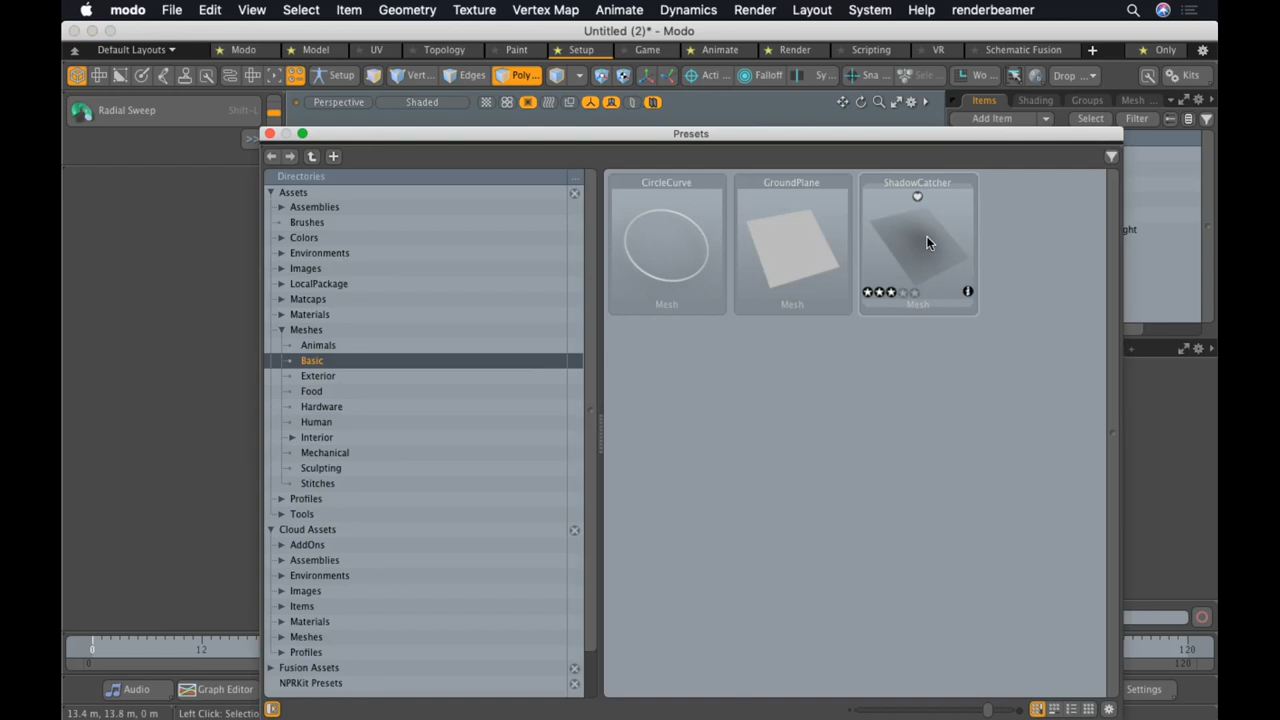 modo File Edit View Select Item Geometry Texture Vertex Map Animate Dynamics Render Layout System Help renderbeamer
Untitled (2)* - Modo
Default Layouts Modo Model UV Topology Paint Setup Game Animate Render Scripting VR Schematic Fusion Only
Setup Vert ... Edges Poly ... Acti ... Falloff Sy... Sna ... Sele... Wo ... Drop ... Kits
Radial Sweep Shift-L
Perspective Shaded
Items Shading Groups Mesh ...
Add Item Select Filter
>>
Presets
Directories ...
Assets
Assemblies
Brushes
Colors
Environments
Images
LocalPackage
Matcaps
Materials
Meshes
Animals
Basic
Exterior
Food
Hardware
Human
Interior
Mechanical
Sculpting
Stitches
Profiles
Tools
Cloud Assets
AddOns
Assemblies
Environments
Images
Items
Materials
Meshes
Profiles
Fusion Assets
NPRKit Presets
CircleCurve GroundPlane ShadowCatcher
Mesh Mesh Mesh
ght
0 12 120
0 120
Audio Graph Editor Settings
13.4 m, 13.8 m, 0 m Left Click: Selectio